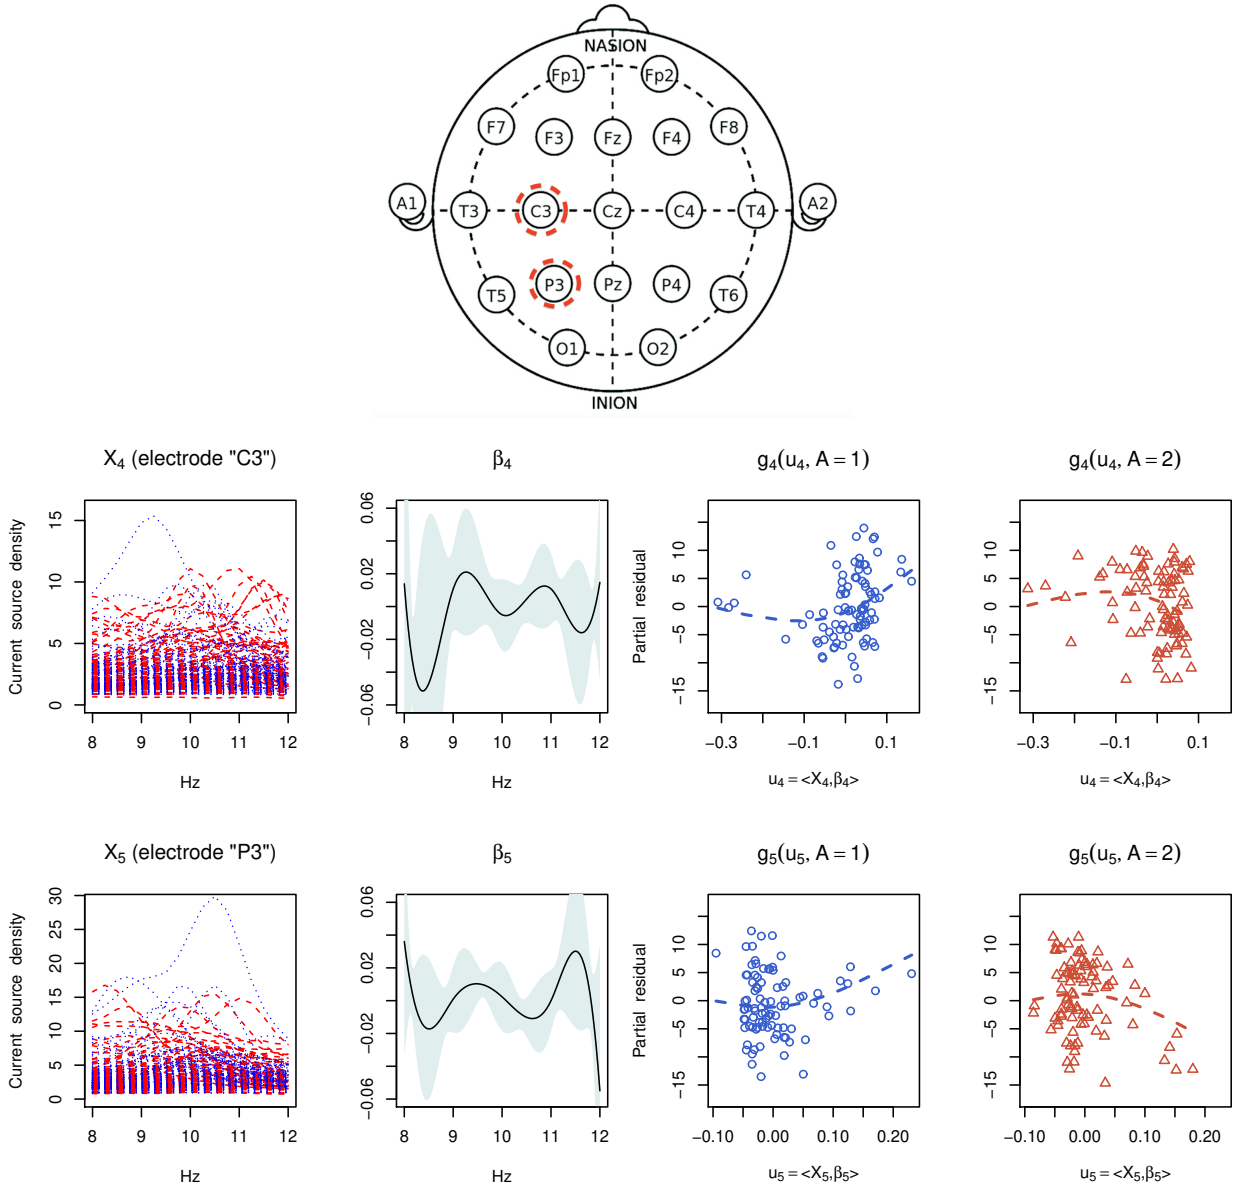 NASION
Fp1 Fp2
F7 F3 Fz F4 F8
A1 T3 C3 Cz C4 T4 A2
T5 P3 Pz P4 T6
O1 O2
INION
X4 (electrode "C3") β4 g4(u4, A = 1) g4(u4, A = 2)
Current source density
0 5 10 15
8 9 10 11 12
Hz
−0.06 −0.02 0.02 0.06
8 9 10 11 12
Hz
Partial residual
−15 −5 0 5 10
−0.3 −0.1 0.1
u4 = <X4,β4>
−15 −5 0 5 10
−0.3 −0.1 0.1
u4 = <X4,β4>
X5 (electrode "P3") β5 g5(u5, A = 1) g5(u5, A = 2)
Current source density
0 5 10 15 20 25 30
8 9 10 11 12
Hz
−0.06 −0.02 0.02 0.06
8 9 10 11 12
Hz
Partial residual
−15 −5 0 5 10
−0.10 0.00 0.10 0.20
u5 = <X5,β5>
−15 −5 0 5 10
−0.10 0.00 0.10 0.20
u5 = <X5,β5>